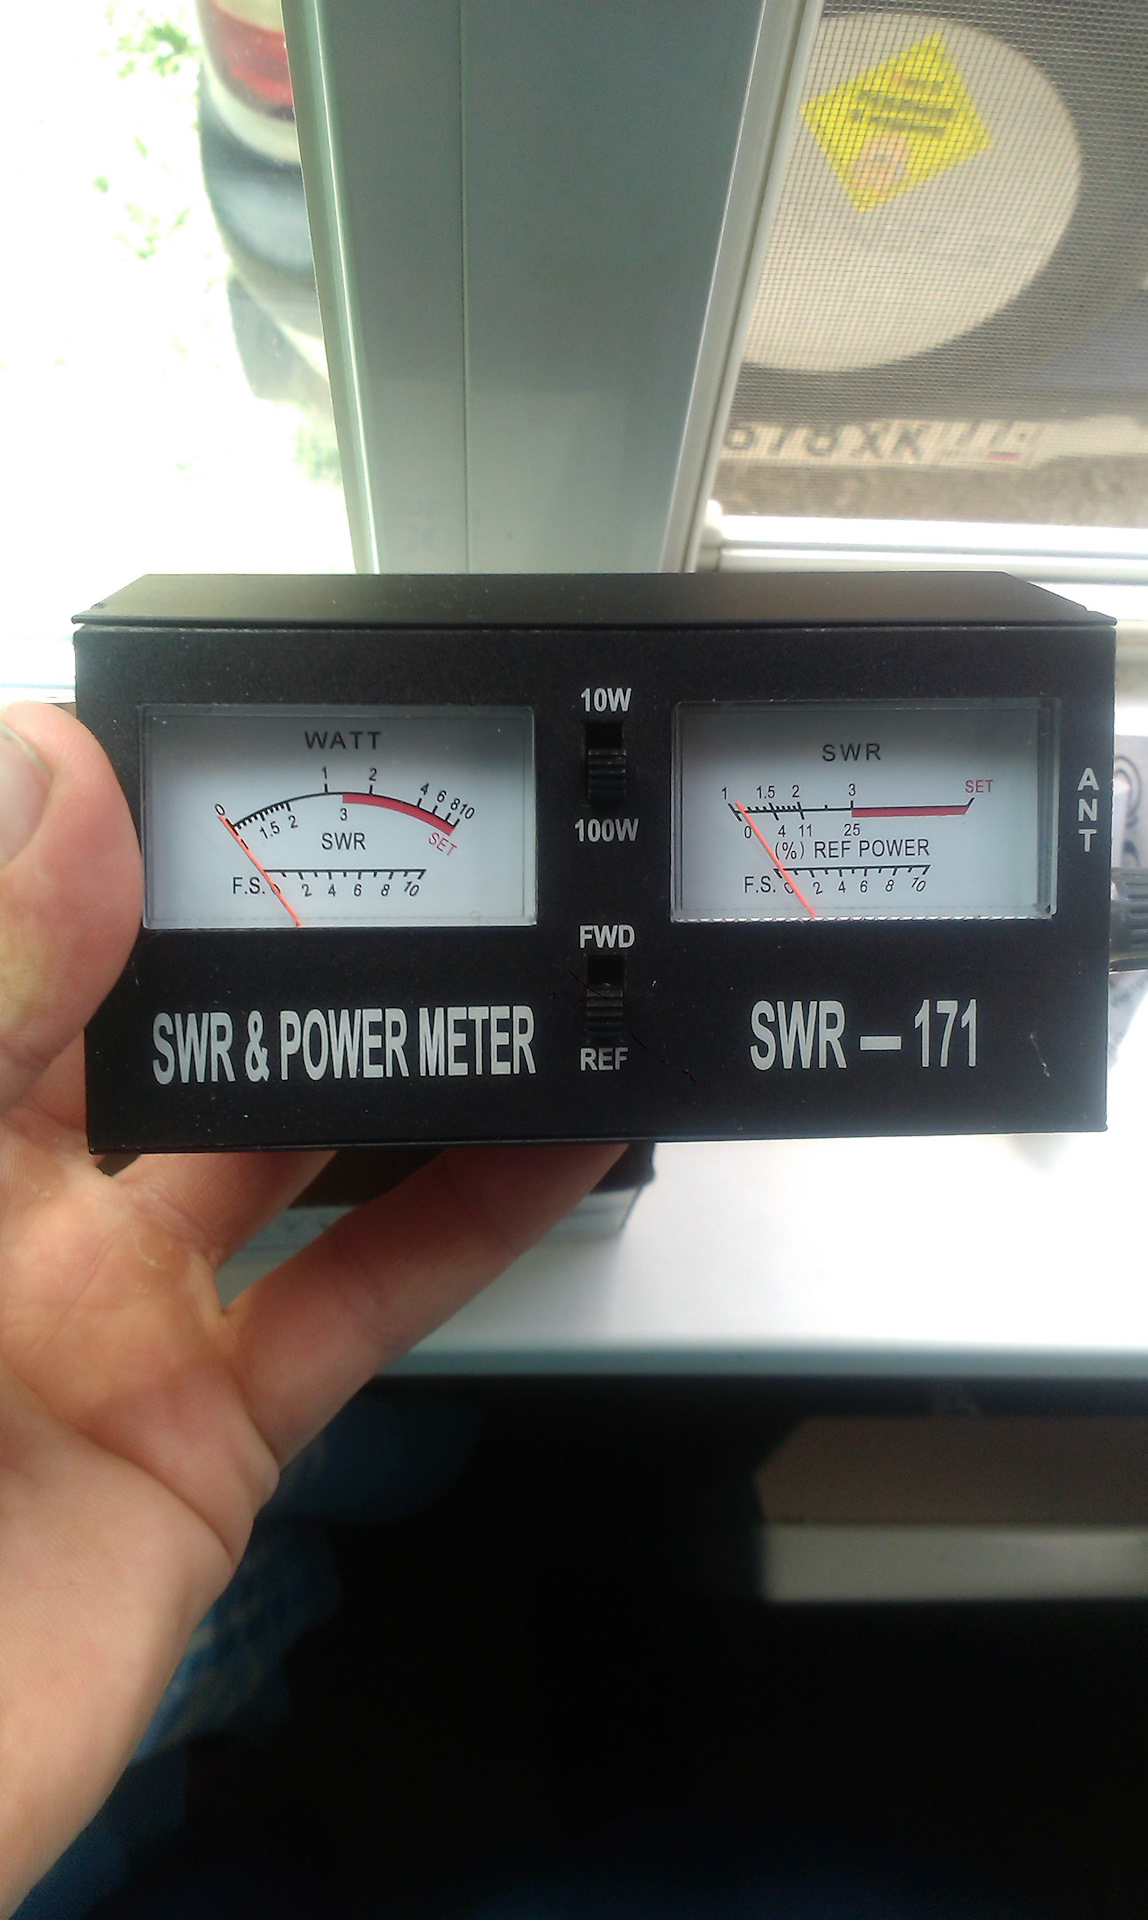 10W
100W
FWD
REF
WATT
1 2 4 6 8 10
0 1.5 2 3 SET
SWR
F.S. 0 2 4 6 8 10
SWR
1 1.5 2 3 SET
0 4 11 25
(%) REF POWER
F.S. 0 2 4 6 8 10
ANT
SWR & POWER METER
SWR – 171